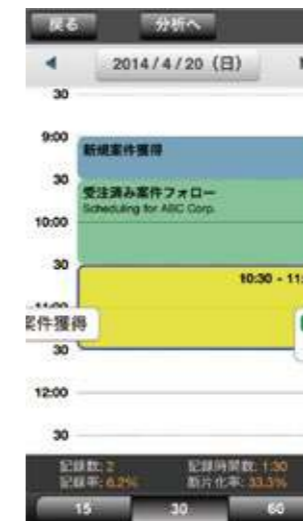 戻る
分析へ
2014/4/20 (日)
30
9:00
新規案件獲得
30
受注済み案件フォロー
Scheduling for ABC Corp.
10:00
30
10:30 - 11:
11:00
案件獲得
30
12:00
30
記録数: 2 記録時間数: 1:30
記録率: 6.2% 断片化率: 33.3%
15 30 60